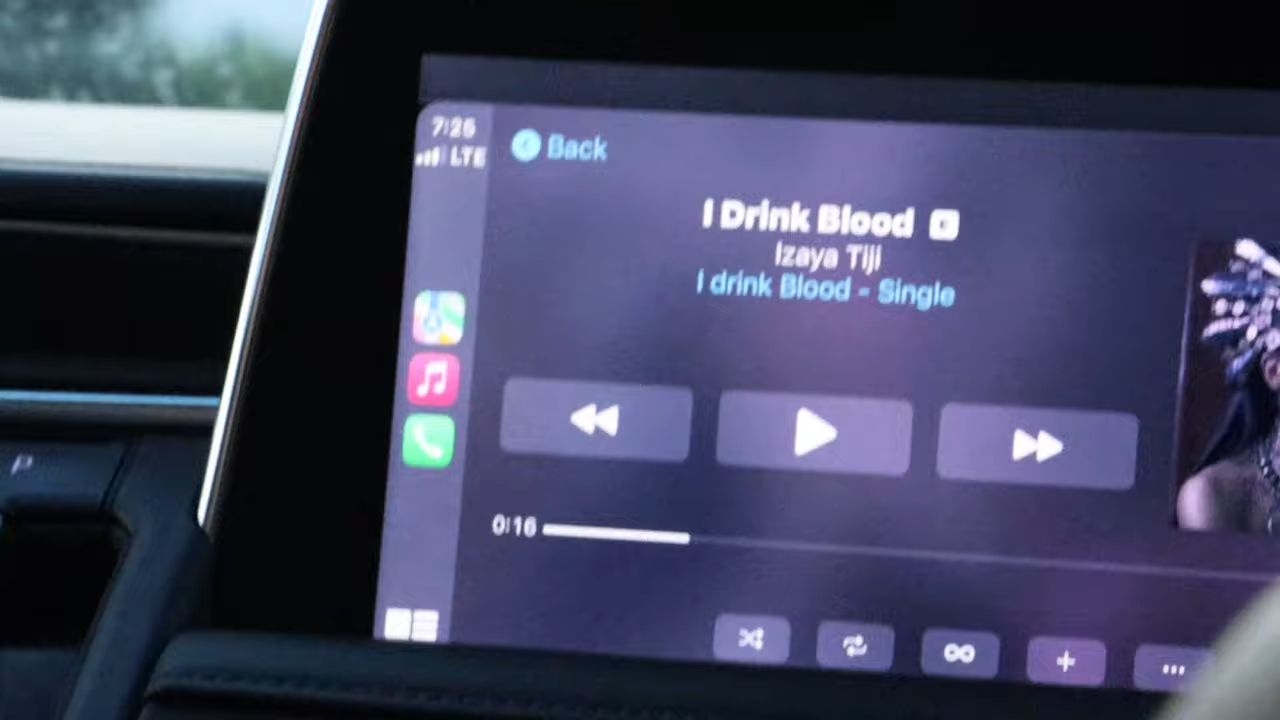 7:26
LTE
Back
I Drink Blood E
Izaya Tiji
I drink Blood - Single
0:16
P